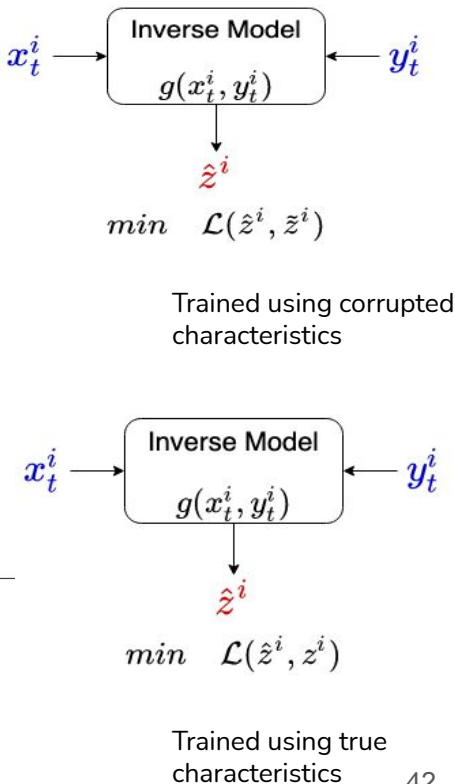 Inverse Model
x_t^i
y_t^i
g(x_t^i, y_t^i)
ẑ^i
min   ℒ(ẑ^i, z̃^i)
Trained using corrupted
characteristics
Inverse Model
x_t^i
y_t^i
g(x_t^i, y_t^i)
ẑ^i
min   ℒ(ẑ^i, z^i)
Trained using true
characteristics
42